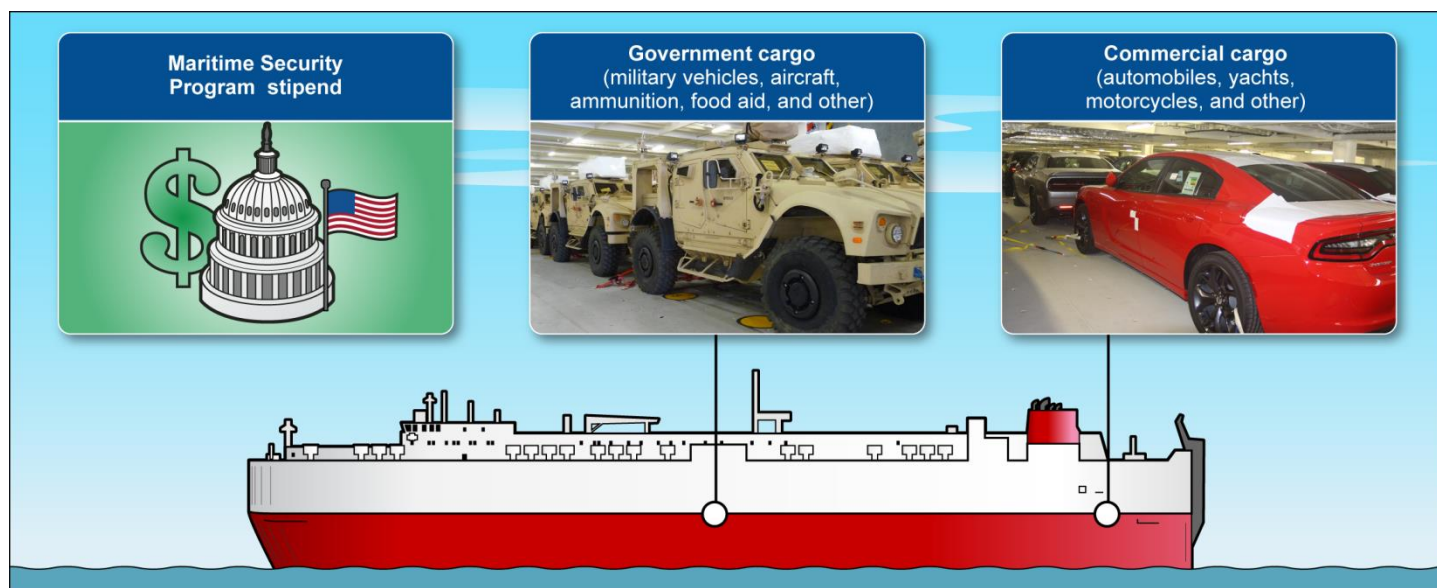 Maritime Security
Program stipend
Government cargo
(military vehicles, aircraft,
ammunition, food aid, and other)
Commercial cargo
(automobiles, yachts,
motorcycles, and other)